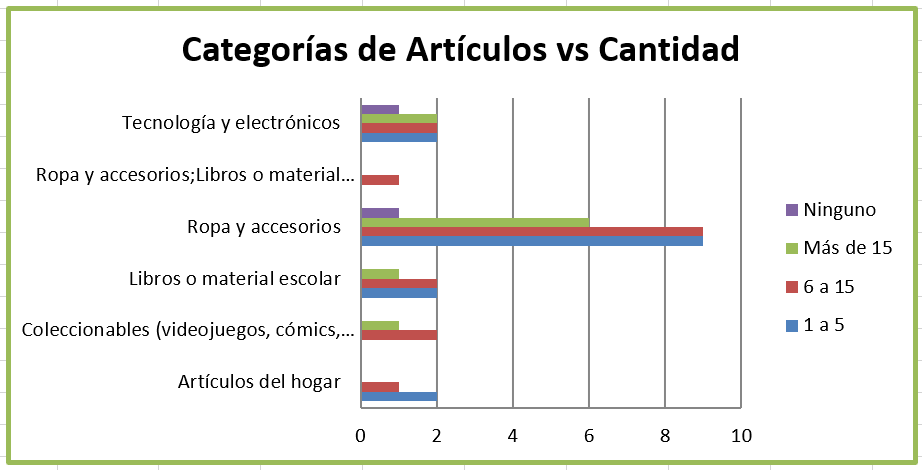 Categorías de Artículos vs Cantidad
Tecnología y electrónicos
Ropa y accesorios;Libros o material...
Ropa y accesorios
Libros o material escolar
Coleccionables (videojuegos, cómics,...
Artículos del hogar
0 2 4 6 8 10
Ninguno
Más de 15
6 a 15
1 a 5